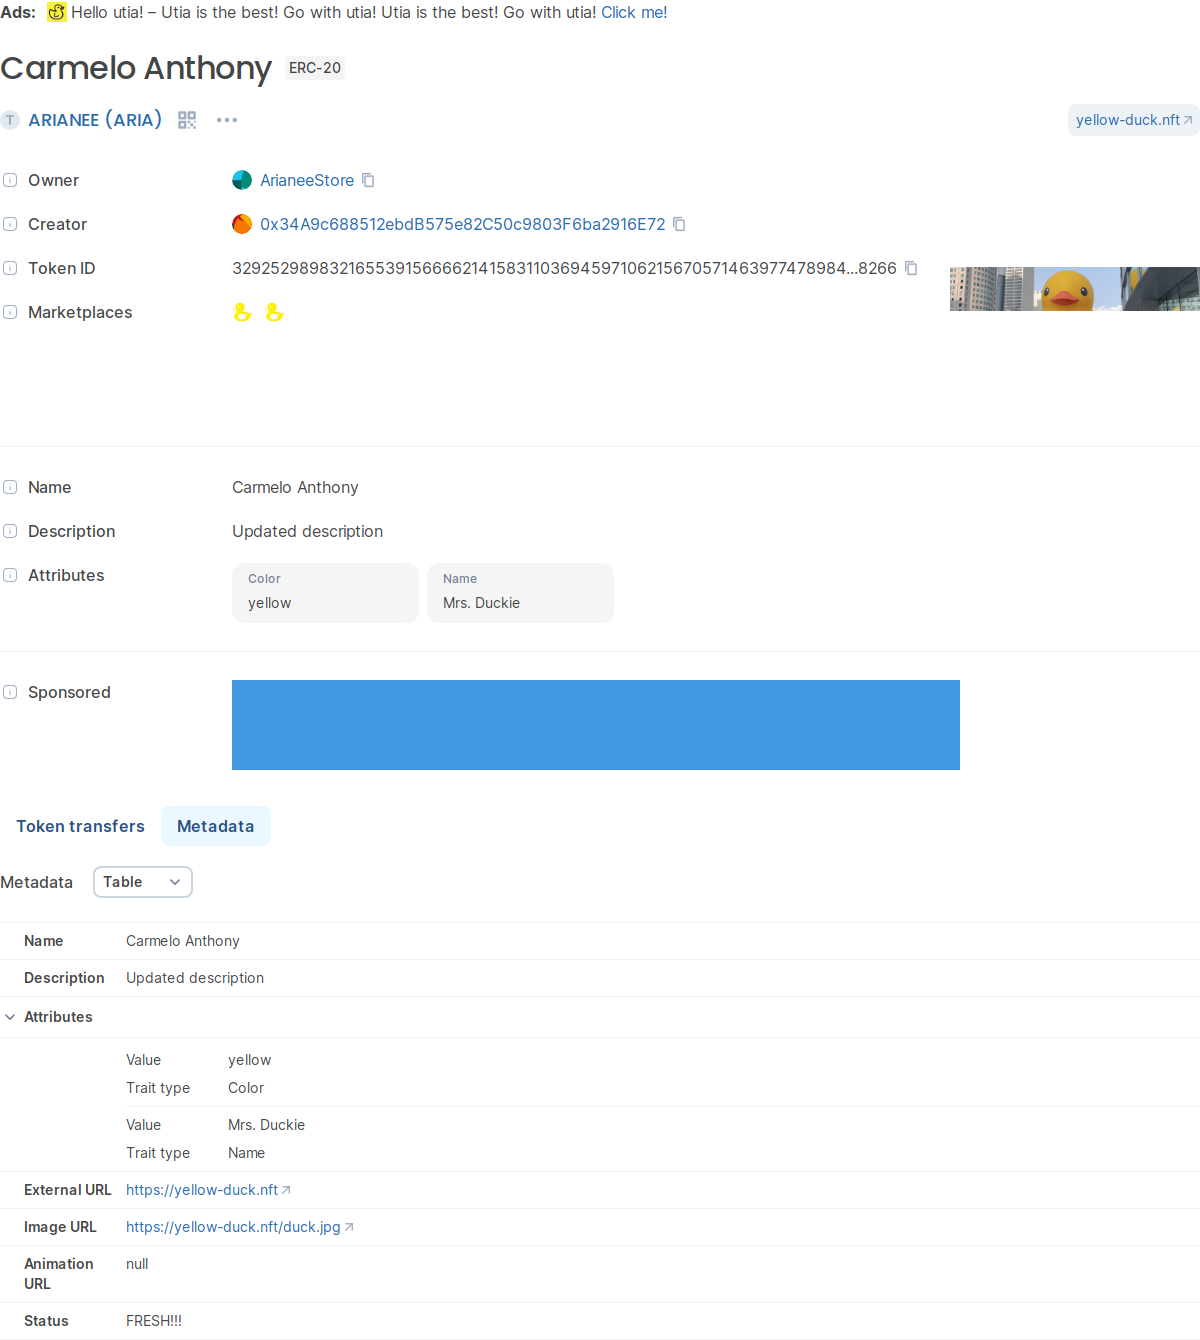 Ads: Hello utia! – Utia is the best! Go with utia! Utia is the best! Go with utia! Click me!
Carmelo Anthony ERC-20
T ARIANEE (ARIA) yellow-duck.nft
Owner ArianeeStore
Creator 0x34A9c688512ebdB575e82C50c9803F6ba2916E72
Token ID 32925298983216553915666621415831103694597106215670571463977478984...8266
Marketplaces
Name Carmelo Anthony
Description Updated description
Attributes
Color Name
yellow Mrs. Duckie
Sponsored
Token transfers Metadata
Metadata Table
Name Carmelo Anthony
Description Updated description
Attributes
Value yellow
Trait type Color
Value Mrs. Duckie
Trait type Name
External URL https://yellow-duck.nft
Image URL https://yellow-duck.nft/duck.jpg
Animation URL null
Status FRESH!!!